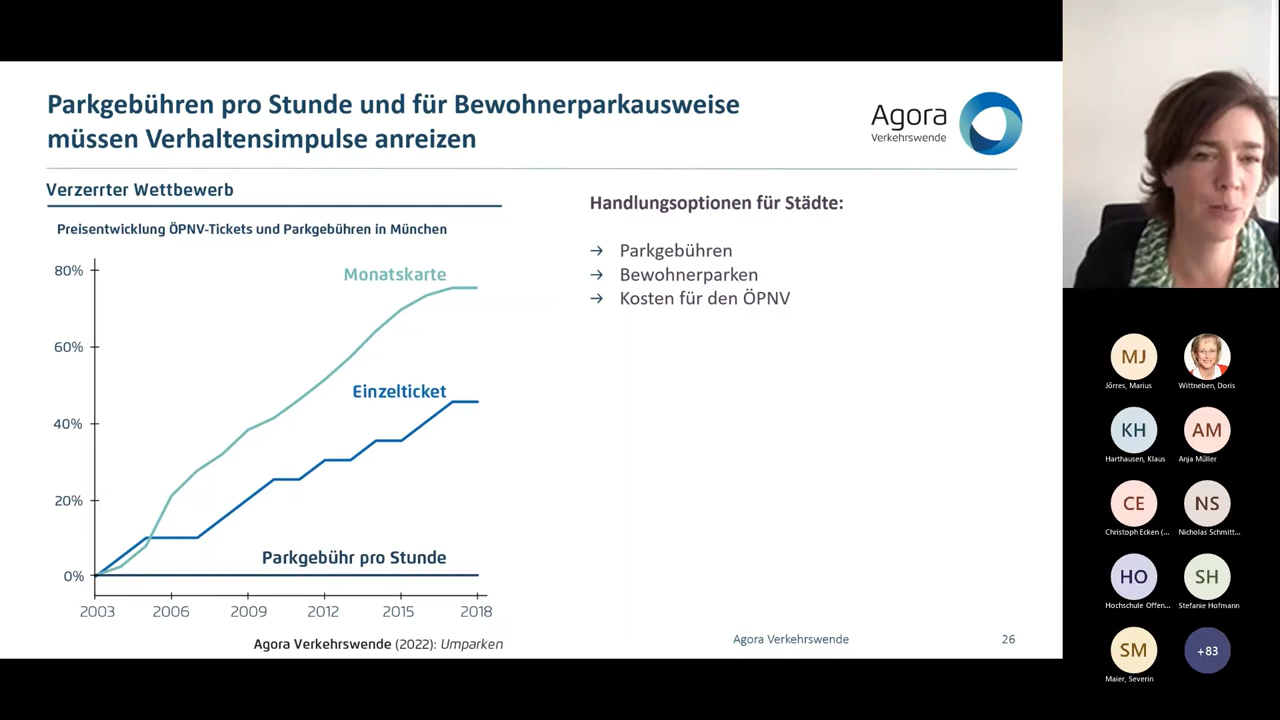 Parkgebühren pro Stunde und für Bewohnerparkausweise
müssen Verhaltensimpulse anreizen
Agora
Verkehrswende
Verzerrter Wettbewerb
Preisentwicklung ÖPNV-Tickets und Parkgebühren in München
80%
60%
40%
20%
0%
Monatskarte
Einzelticket
Parkgebühr pro Stunde
2003
2006
2009
2012
2015
2018
Agora Verkehrswende (2022): Umparken
Handlungsoptionen für Städte:
→ Parkgebühren
→ Bewohnerparken
→ Kosten für den ÖPNV
Agora Verkehrswende
26
MJ
Jörres, Marius
Wittneben, Doris
KH
Harthausen, Klaus
AM
Anja Müller
CE
Christoph Ecken (...
NS
Nicholas Schmitt...
HO
Hochschule Offen...
SH
Stefanie Hofmann
SM
Maier, Severin
+83